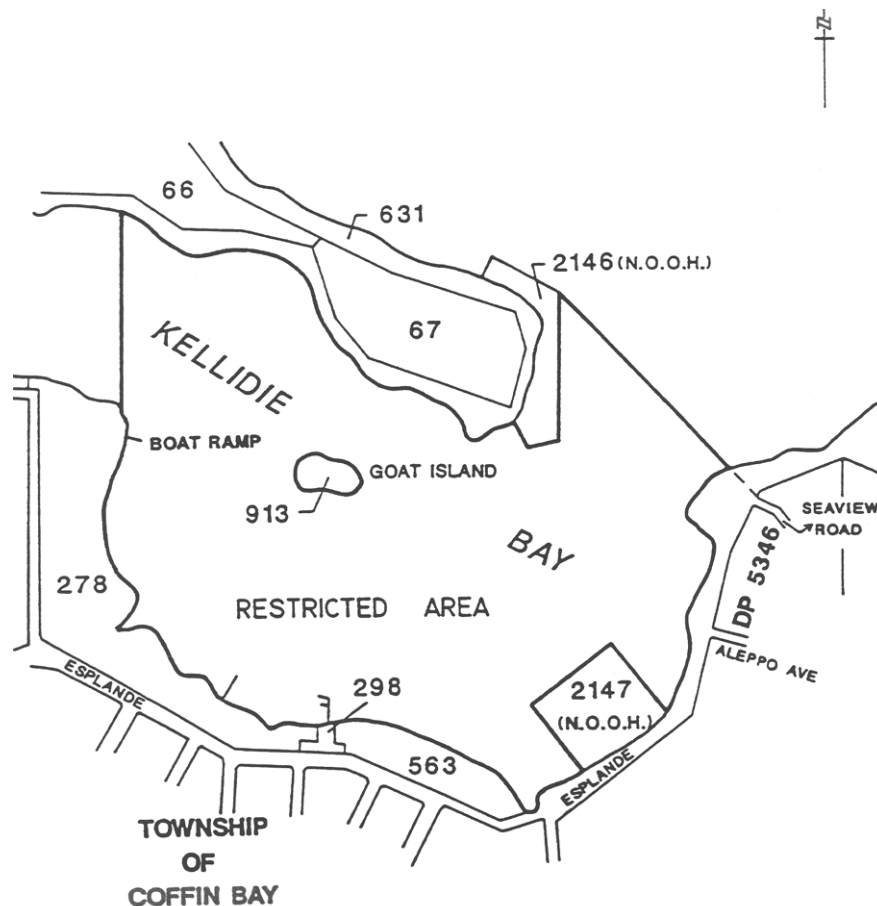 N
66
631
2146 (N.O.O.H.)
67
KELLIDIE
BOAT RAMP
GOAT ISLAND
913
SEAVIEW
ROAD
BAY
DP 5346
278
RESTRICTED AREA
ALEPPO AVE
ESPLANDE
298
2147
(N.O.O.H.)
563
ESPLANDE
TOWNSHIP
OF
COFFIN BAY